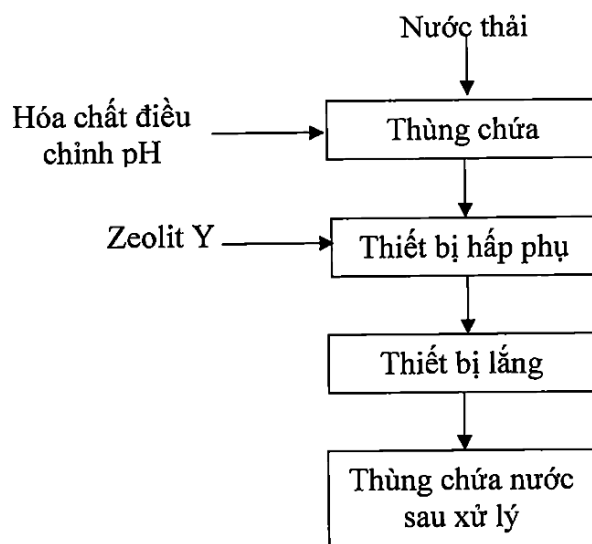 Nước thải
Hóa chất điều
chỉnh pH
Thùng chứa
Zeolit Y
Thiết bị hấp phụ
Thiết bị lắng
Thùng chứa nước
sau xử lý